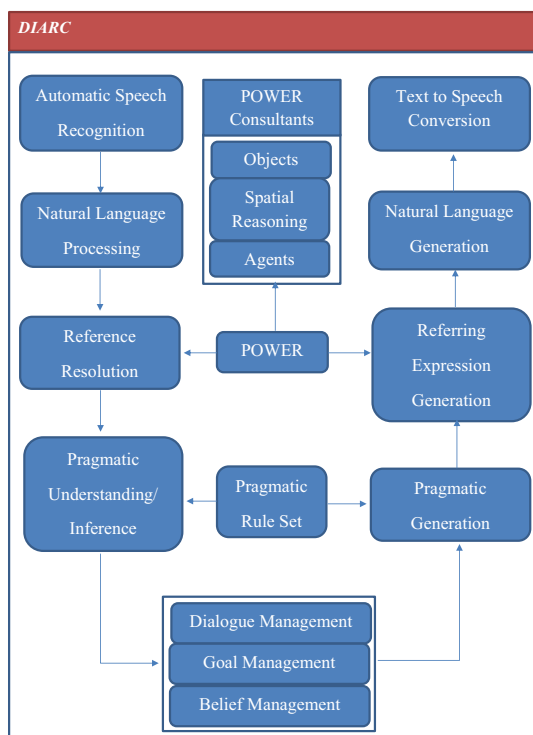 DIARC
Automatic Speech
Recognition
POWER
Consultants
Text to Speech
Conversion
Objects
Spatial
Reasoning
Agents
Natural Language
Processing
Natural Language
Generation
Reference
Resolution
POWER
Referring
Expression
Generation
Pragmatic
Understanding/
Inference
Pragmatic
Rule Set
Pragmatic
Generation
Dialogue Management
Goal Management
Belief Management